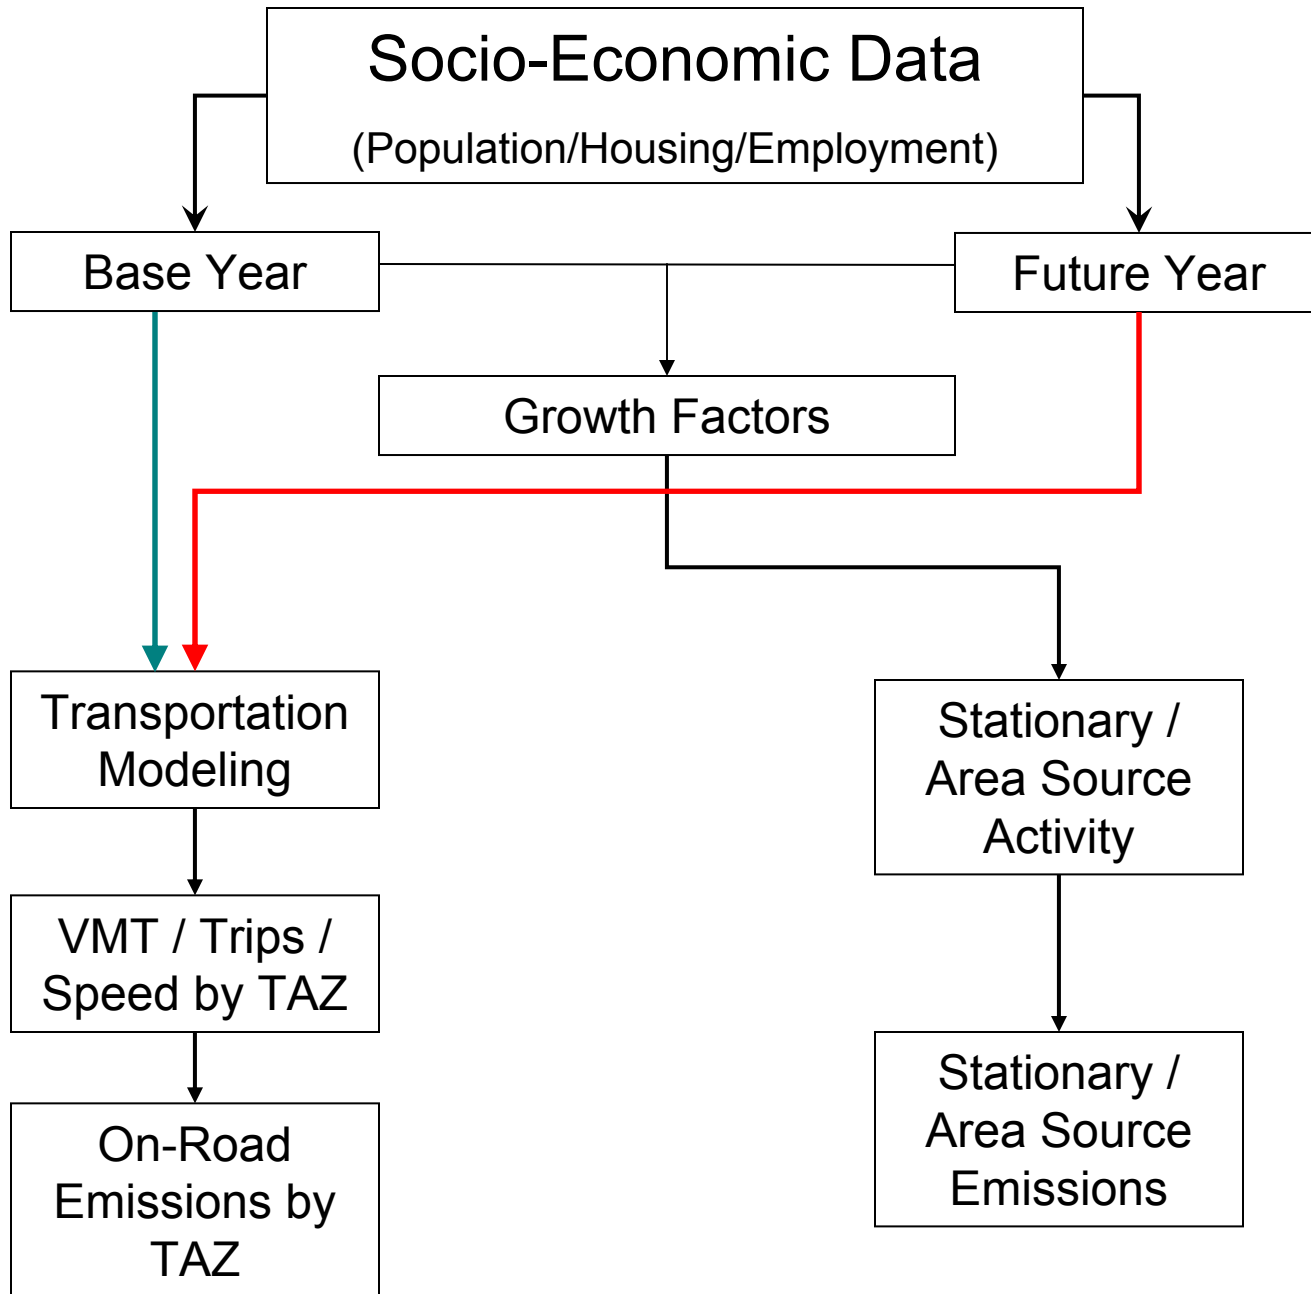 Socio-Economic Data
(Population/Housing/Employment)
Base Year
Future Year
Growth Factors
Transportation
Modeling
Stationary /
Area Source
Activity
VMT / Trips /
Speed by TAZ
Stationary /
Area Source
Emissions
On-Road
Emissions by
TAZ